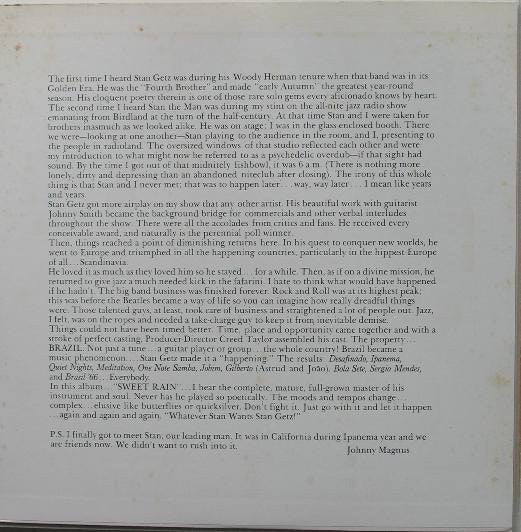 The first time I heard Stan Getz was during his Woody Herman tenure when that band was in its
Golden Era. He was the "Fourth Brother" and made "early Autumn" the greatest year-round
season. His eloquent poetry therein is one of those rare solo gems every aficionado knows by heart.
The second time I heard Stan the Man was during my stint on the all-nite jazz radio show
emanating from Birdland at the turn of the half-century. At that time Stan and I were taken for
brothers inasmuch as we looked alike. He was on stage; I was in the glass enclosed booth. There
we were—looking at one another—Stan playing to the audience in the room, and I, presenting to
the people in radioland. The oversized windows of that studio reflected each other and were
my introduction to what might now be referred to as a psychedelic overdub—if that sight had
sound. By the time I got out of that midnitely fishbowl, it was 6 a.m. (There is nothing more
lonely, dirty and depressing than an abandoned niteclub after closing). The irony of this whole
thing is that Stan and I never met; that was to happen later...way, way later... I mean like years
and years.
Stan Getz got more airplay on my show that any other artist. His beautiful work with guitarist
Johnny Smith became the background bridge for commercials and other verbal interludes
throughout the show. There were all the accolades from critics and fans. He received every
conceivable award, and naturally is the perennial poll winner.
Then, things reached a point of diminishing returns here. In his quest to conquer new worlds, he
went to Europe and triumphed in all the happening countries, particularly in the hippest Europe
of all...Scandinavia.
He loved it as much as they loved him so he stayed...for a while. Then, as if on a divine mission, he
returned to give jazz a much needed kick in the fafarini. I hate to think what would have happened
if he hadn't. The big band business was finished forever. Rock and Roll was at its highest peak;
this was before the Beatles became a way of life so you can imagine how really dreadful things
were. Those talented guys, at least, took care of business and straightened a lot of people out. Jazz,
I felt, was on the ropes and needed a take-charge guy to keep it from inevitable demise.
Things could not have been timed better. Time, place and opportunity came together and with a
stroke of perfect casting, Producer-Director Creed Taylor assembled his cast. The property...
BRAZIL. Not just a tune...a guitar player or group...the whole country! Brazil became a
music phenomenon... Stan Getz made it a "happening." The results: Desafinado, Ipanema,
Quiet Nights, Meditation, One Note Samba, Jobim, Gilberto (Astrud and João), Bola Sete, Sergio Mendes,
and Brasil '66...Everybody.
In this album..."SWEET RAIN"...I hear the complete, mature, full-grown master of his
instrument and soul. Never has he played so poetically. The moods and tempos change...
complex...elusive like butterflies or quicksilver. Don't fight it. Just go with it and let it happen
...again and again and again. "Whatever Stan Wants Stan Getz!"
P.S. I finally got to meet Stan, our leading man. It was in California during Ipanema year and we
are friends now. We didn't want to rush into it.
Johnny Magnus